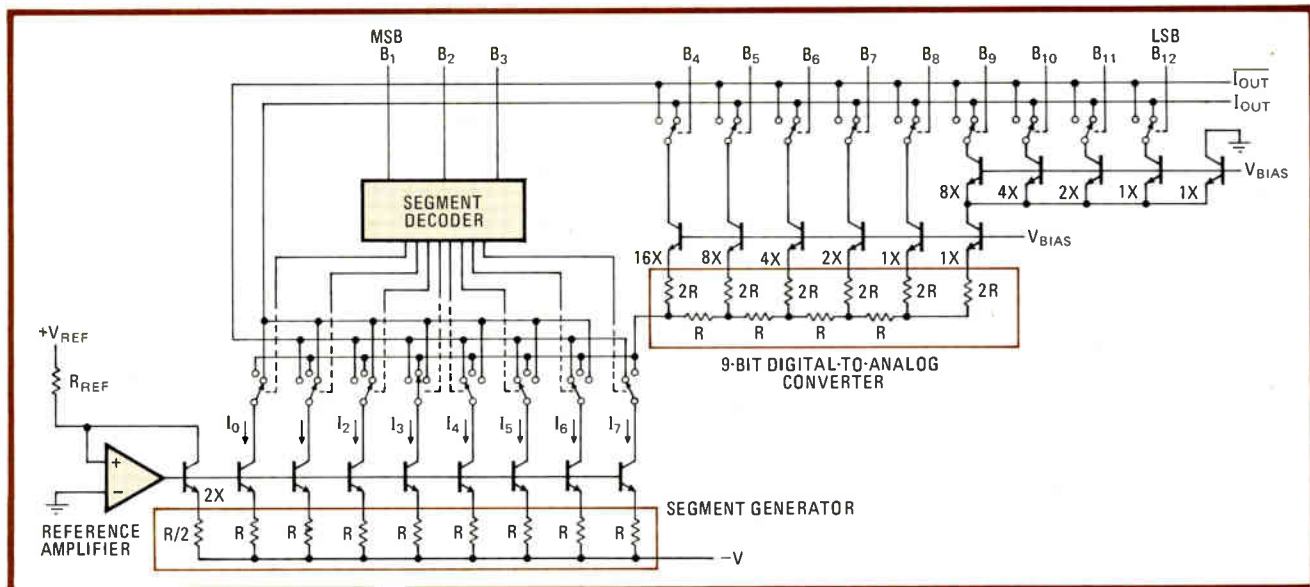 MSB
LSB
B1 B2 B3 B4 B5 B6 B7 B8 B9 B10 B11 B12
IOUT
IOUT
VBIAS
8X 4X 2X 1X 1X
SEGMENT
DECODER
VBIAS
16X 8X 4X 2X 1X 1X
2R 2R 2R 2R 2R 2R
R R R R
9-BIT DIGITAL-TO-ANALOG
CONVERTER
+VREF
RREF
I0 I2 I3 I4 I5 I6 I7
+
−
2X
REFERENCE
AMPLIFIER
R/2 R R R R R R R R
SEGMENT GENERATOR
−V